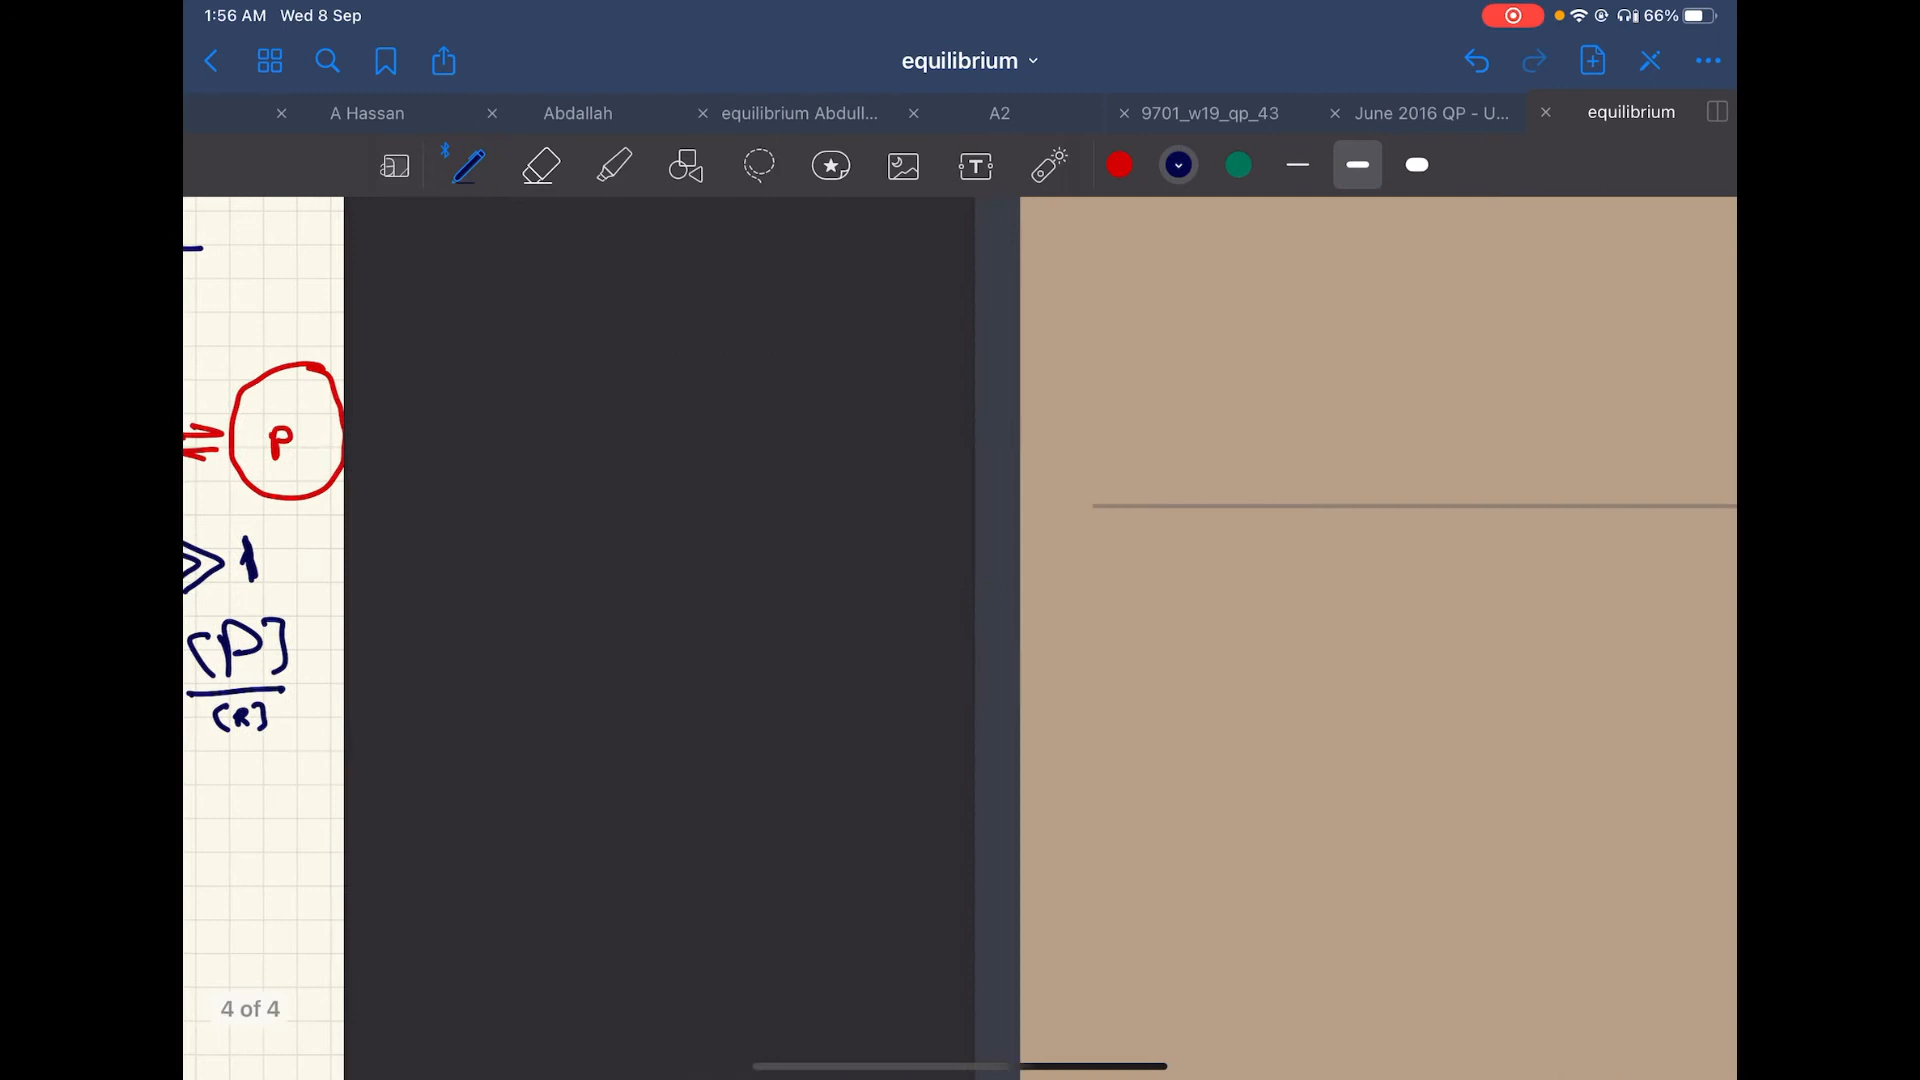 1:56 AM Wed 8 Sep
66%
equilibrium
A Hassan
Abdallah
equilibrium Abdull...
A2
9701_w19_qp_43
June 2016 QP - U...
equilibrium
P
1
[P]
[R]
4 of 4